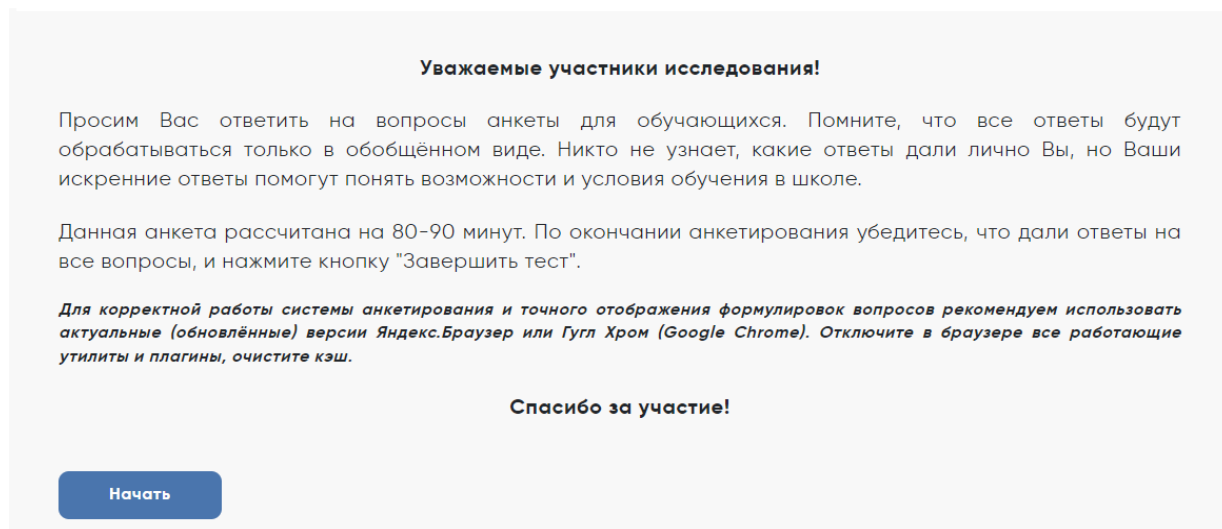 Уважаемые участники исследования!
Просим Вас ответить на вопросы анкеты для обучающихся. Помните, что все ответы будут
обрабатываться только в обобщённом виде. Никто не узнает, какие ответы дали лично Вы, но Ваши
искренние ответы помогут понять возможности и условия обучения в школе.
Данная анкета рассчитана на 80-90 минут. По окончании анкетирования убедитесь, что дали ответы на
все вопросы, и нажмите кнопку "Завершить тест".
Для корректной работы системы анкетирования и точного отображения формулировок вопросов рекомендуем использовать
актуальные (обновлённые) версии Яндекс.Браузер или Гугл Хром (Google Chrome). Отключите в браузере все работающие
утилиты и плагины, очистите кэш.
Спасибо за участие!
Начать